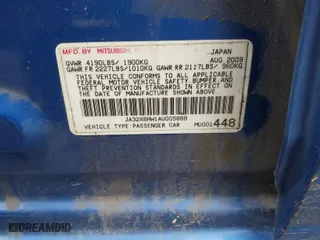 MFD. BY MITSUBISHI
JAPAN
GVWR 4190LBS/ 1900KG
AUG 2009
GAWR FR 2227LBS/1010KG GAWR RR 2117LBS/ 960KG
THIS VEHICLE CONFORMS TO ALL APPLICABLE
FEDERAL MOTOR VEHICLE SAFETY, BUMPER, AND
THEFT PREVENTION STANDARDS IN EFFECT ON THE
DATE OF MANUFACTURE SHOWN ABOVE.
JA32X8HW1AU005888
VEHICLE TYPE: PASSENGER CAR
MU001448
DREAMBID